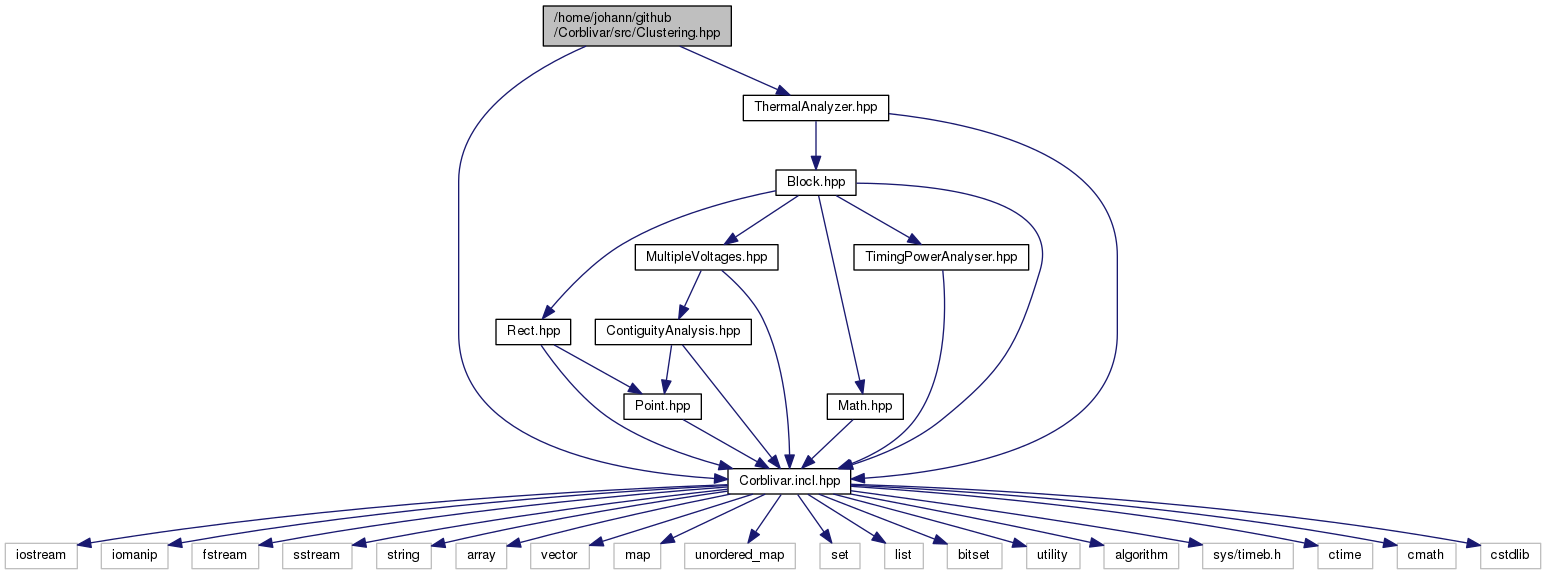 /home/johann/github
/Corblivar/src/Clustering.hpp
ThermalAnalyzer.hpp
Block.hpp
MultipleVoltages.hpp
TimingPowerAnalyser.hpp
Rect.hpp
ContiguityAnalysis.hpp
Point.hpp
Math.hpp
Corblivar.incl.hpp
iostream
iomanip
fstream
sstream
string
array
vector
map
unordered_map
set
list
bitset
utility
algorithm
sys/timeb.h
ctime
cmath
cstdlib